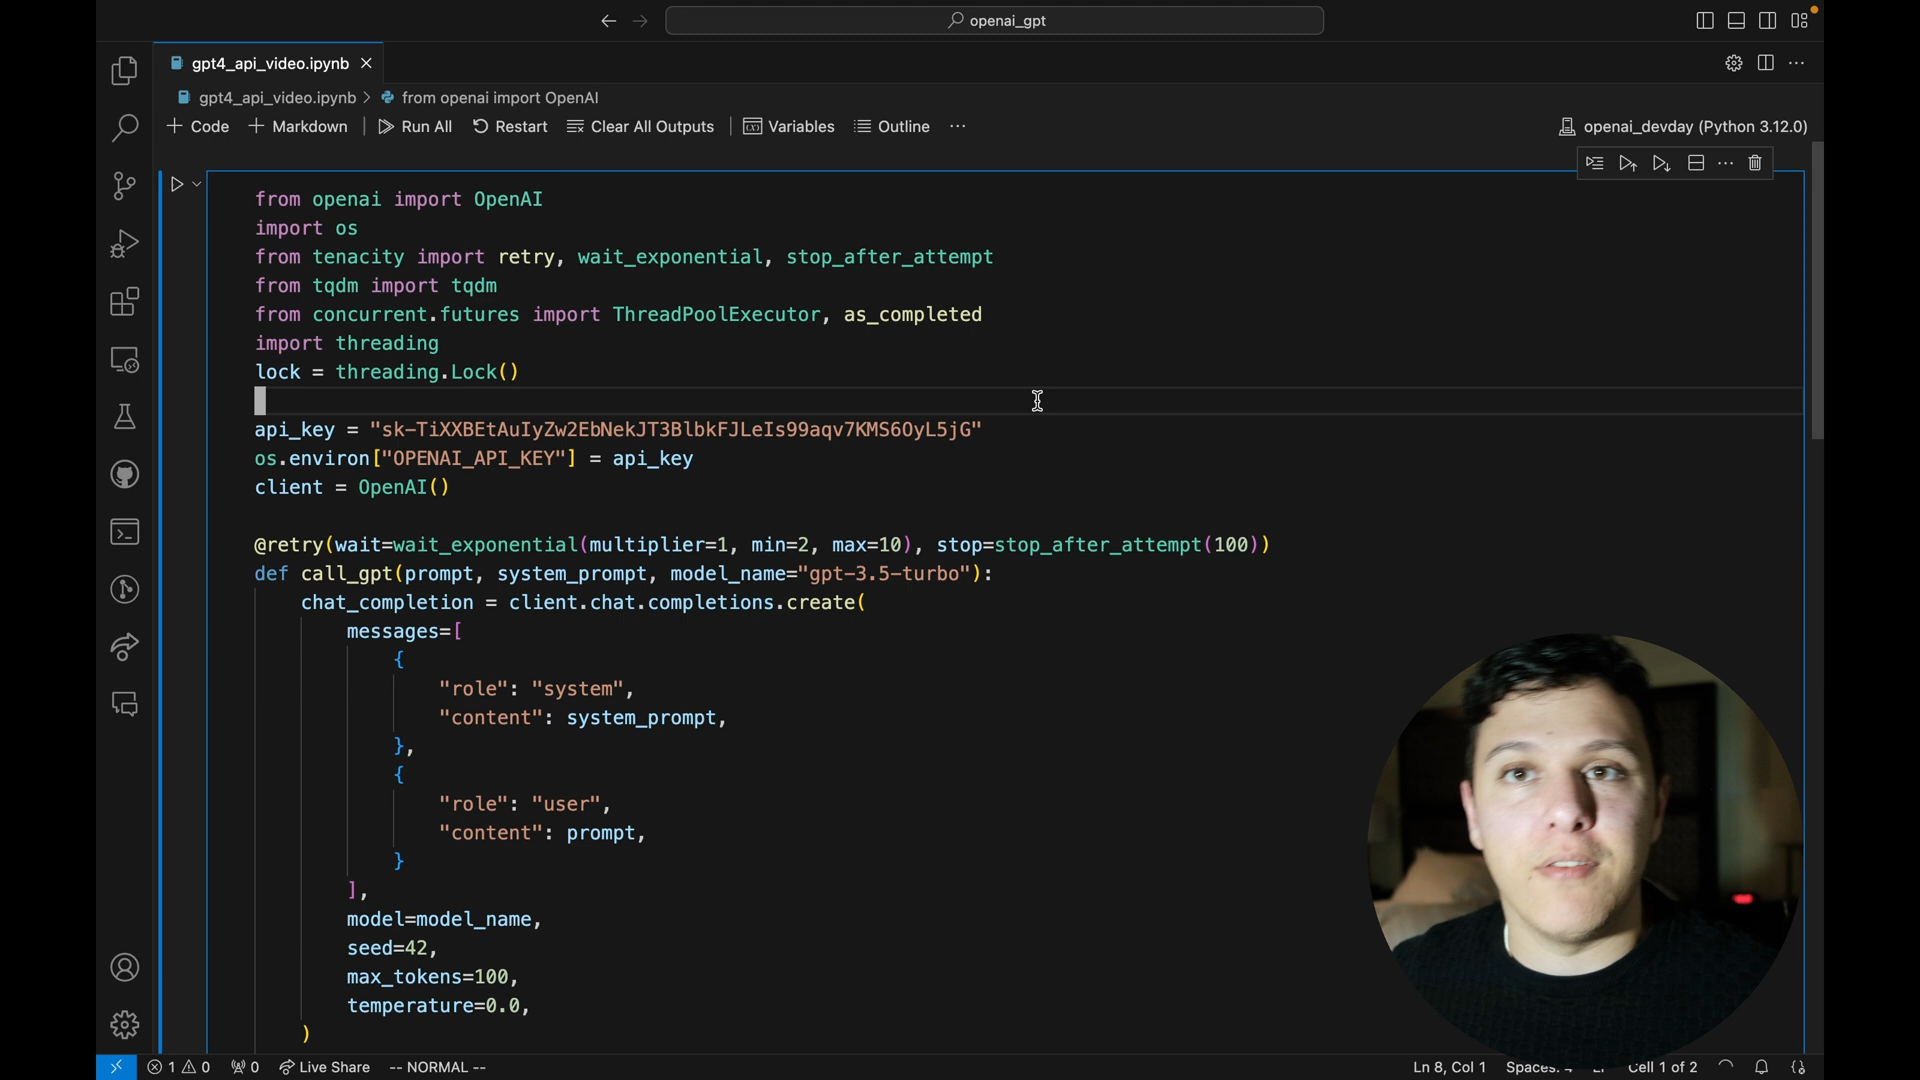 openai_gpt
gpt4_api_video.ipynb
gpt4_api_video.ipynb > from openai import OpenAI
+ Code + Markdown Run All Restart Clear All Outputs Variables Outline ...
openai_devday (Python 3.12.0)
from openai import OpenAI
import os
from tenacity import retry, wait_exponential, stop_after_attempt
from tqdm import tqdm
from concurrent.futures import ThreadPoolExecutor, as_completed
import threading
lock = threading.Lock()
api_key = "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"
os.environ["OPENAI_API_KEY"] = api_key
client = OpenAI()
@retry(wait=wait_exponential(multiplier=1, min=2, max=10), stop=stop_after_attempt(100))
def call_gpt(prompt, system_prompt, model_name="gpt-3.5-turbo"):
chat_completion = client.chat.completions.create(
messages=[
{
"role": "system",
"content": system_prompt,
},
{
"role": "user",
"content": prompt,
}
],
model=model_name,
seed=42,
max_tokens=100,
temperature=0.0,
)
1 0 0 Live Share -- NORMAL -- Ln 8, Col 1 Spaces: 4 Cell 1 of 2